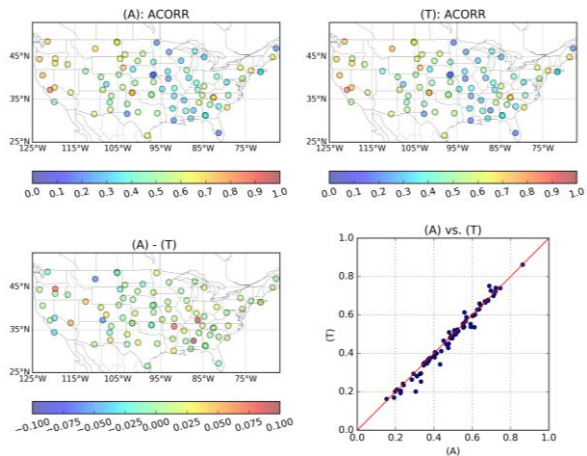 (A): ACORR
45°N
35°N
25°N
125°W 115°W 105°W 95°W 85°W 75°W
0.0 0.1 0.2 0.3 0.4 0.5 0.6 0.7 0.8 0.9 1.0
(T): ACORR
45°N
35°N
25°N
125°W 115°W 105°W 95°W 85°W 75°W
0.0 0.1 0.2 0.3 0.4 0.5 0.6 0.7 0.8 0.9 1.0
(A) - (T)
45°N
35°N
25°N
125°W 115°W 105°W 95°W 85°W 75°W
−0.100 −0.075 −0.050 −0.025 0.000 0.025 0.050 0.075 0.100
(A) vs. (T)
1.0
0.8
0.6
0.4
0.2
0.0
(T)
0.0 0.2 0.4 0.6 0.8 1.0
(A)